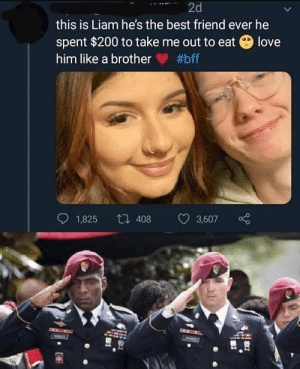 2d
this is Liam he's the best friend ever he
spent $200 to take me out to eat 🥺 love
him like a brother ❤️ #bff
1,825 408 3,607